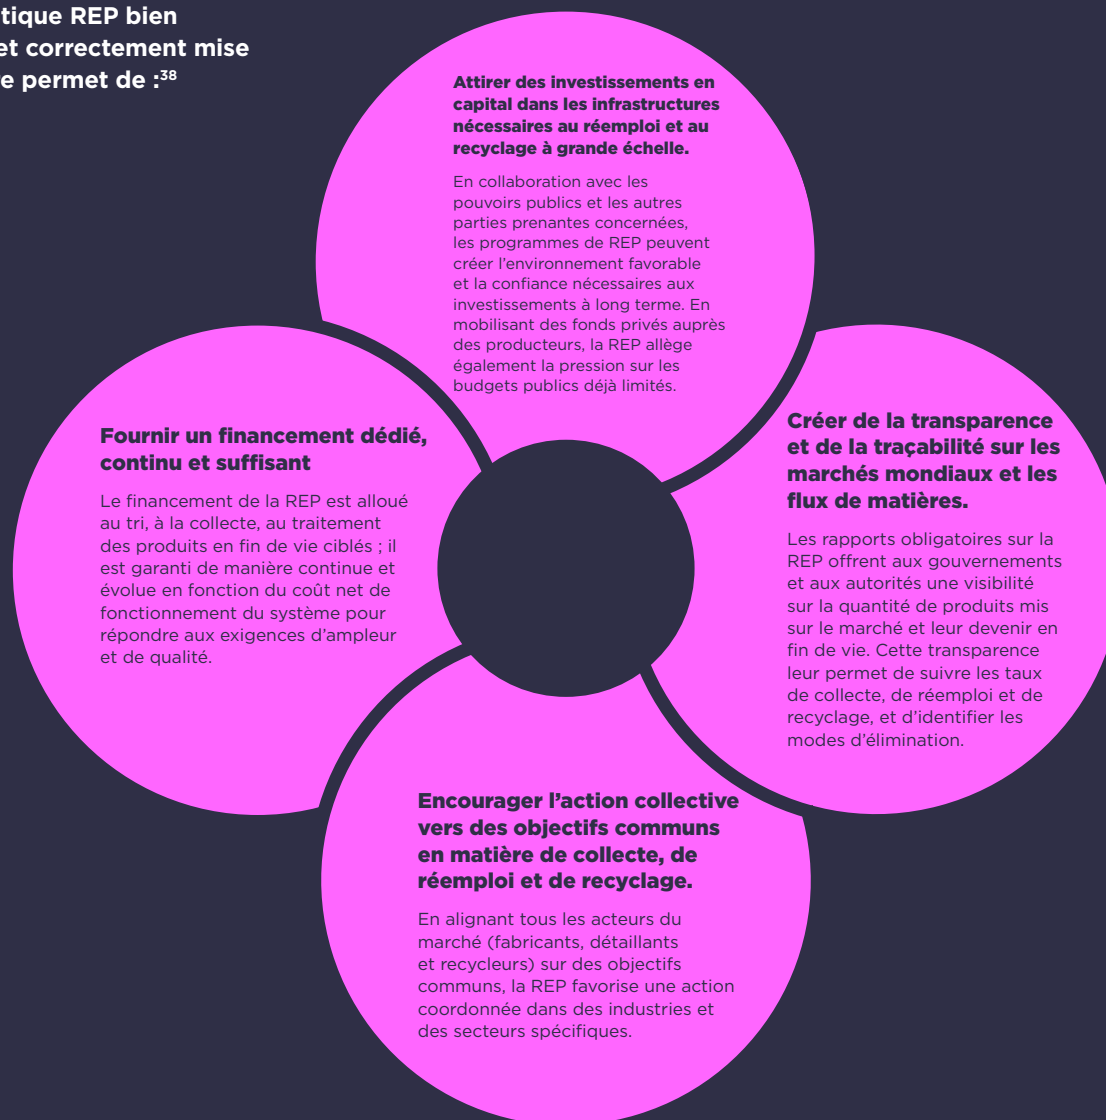 tique REP bien
et correctement mise
e permet de :38
Attirer des investissements en
capital dans les infrastructures
nécessaires au réemploi et au
recyclage à grande échelle.
En collaboration avec les
pouvoirs publics et les autres
parties prenantes concernées,
les programmes de REP peuvent
créer l’environnement favorable
et la confiance nécessaires aux
investissements à long terme. En
mobilisant des fonds privés auprès
des producteurs, la REP allège
également la pression sur les
budgets publics déjà limités.
Fournir un financement dédié,
continu et suffisant
Le financement de la REP est alloué
au tri, à la collecte, au traitement
des produits en fin de vie ciblés ; il
est garanti de manière continue et
évolue en fonction du coût net de
fonctionnement du système pour
répondre aux exigences d’ampleur
et de qualité.
Créer de la transparence
et de la traçabilité sur les
marchés mondiaux et les
flux de matières.
Les rapports obligatoires sur la
REP offrent aux gouvernements
et aux autorités une visibilité
sur la quantité de produits mis
sur le marché et leur devenir en
fin de vie. Cette transparence
leur permet de suivre les taux
de collecte, de réemploi et de
recyclage, et d’identifier les
modes d’élimination.
Encourager l’action collective
vers des objectifs communs
en matière de collecte, de
réemploi et de recyclage.
En alignant tous les acteurs du
marché (fabricants, détaillants
et recycleurs) sur des objectifs
communs, la REP favorise une action
coordonnée dans des industries et
des secteurs spécifiques.